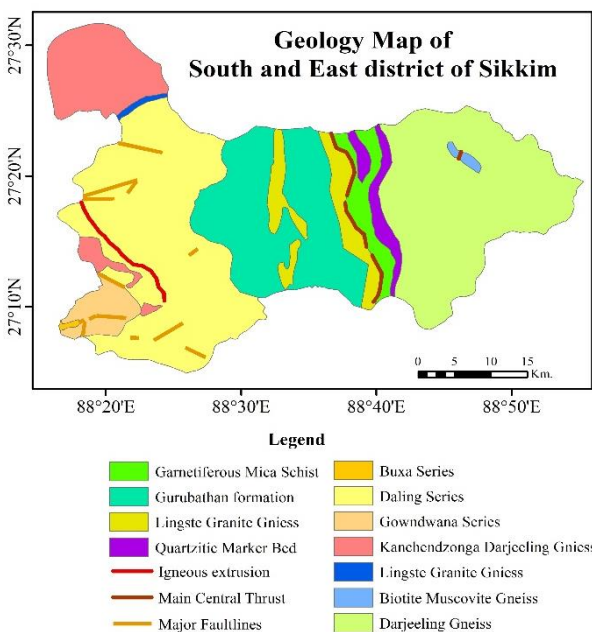 Geology Map of
South and East district of Sikkim
27°30'N
27°20'N
27°10'N
0 5 10 15
Km.
88°20'E 88°30'E 88°40'E 88°50'E
Legend
Garnetiferous Mica Schist
Gurubathan formation
Lingste Granite Gniess
Quartzitic Marker Bed
Igneous extrusion
Main Central Thrust
Major Faultlines
Buxa Series
Daling Series
Gowndwana Series
Kanchendzonga Darjeeling Gniess
Lingste Granite Gniess
Biotite Muscovite Gneiss
Darjeeling Gneiss